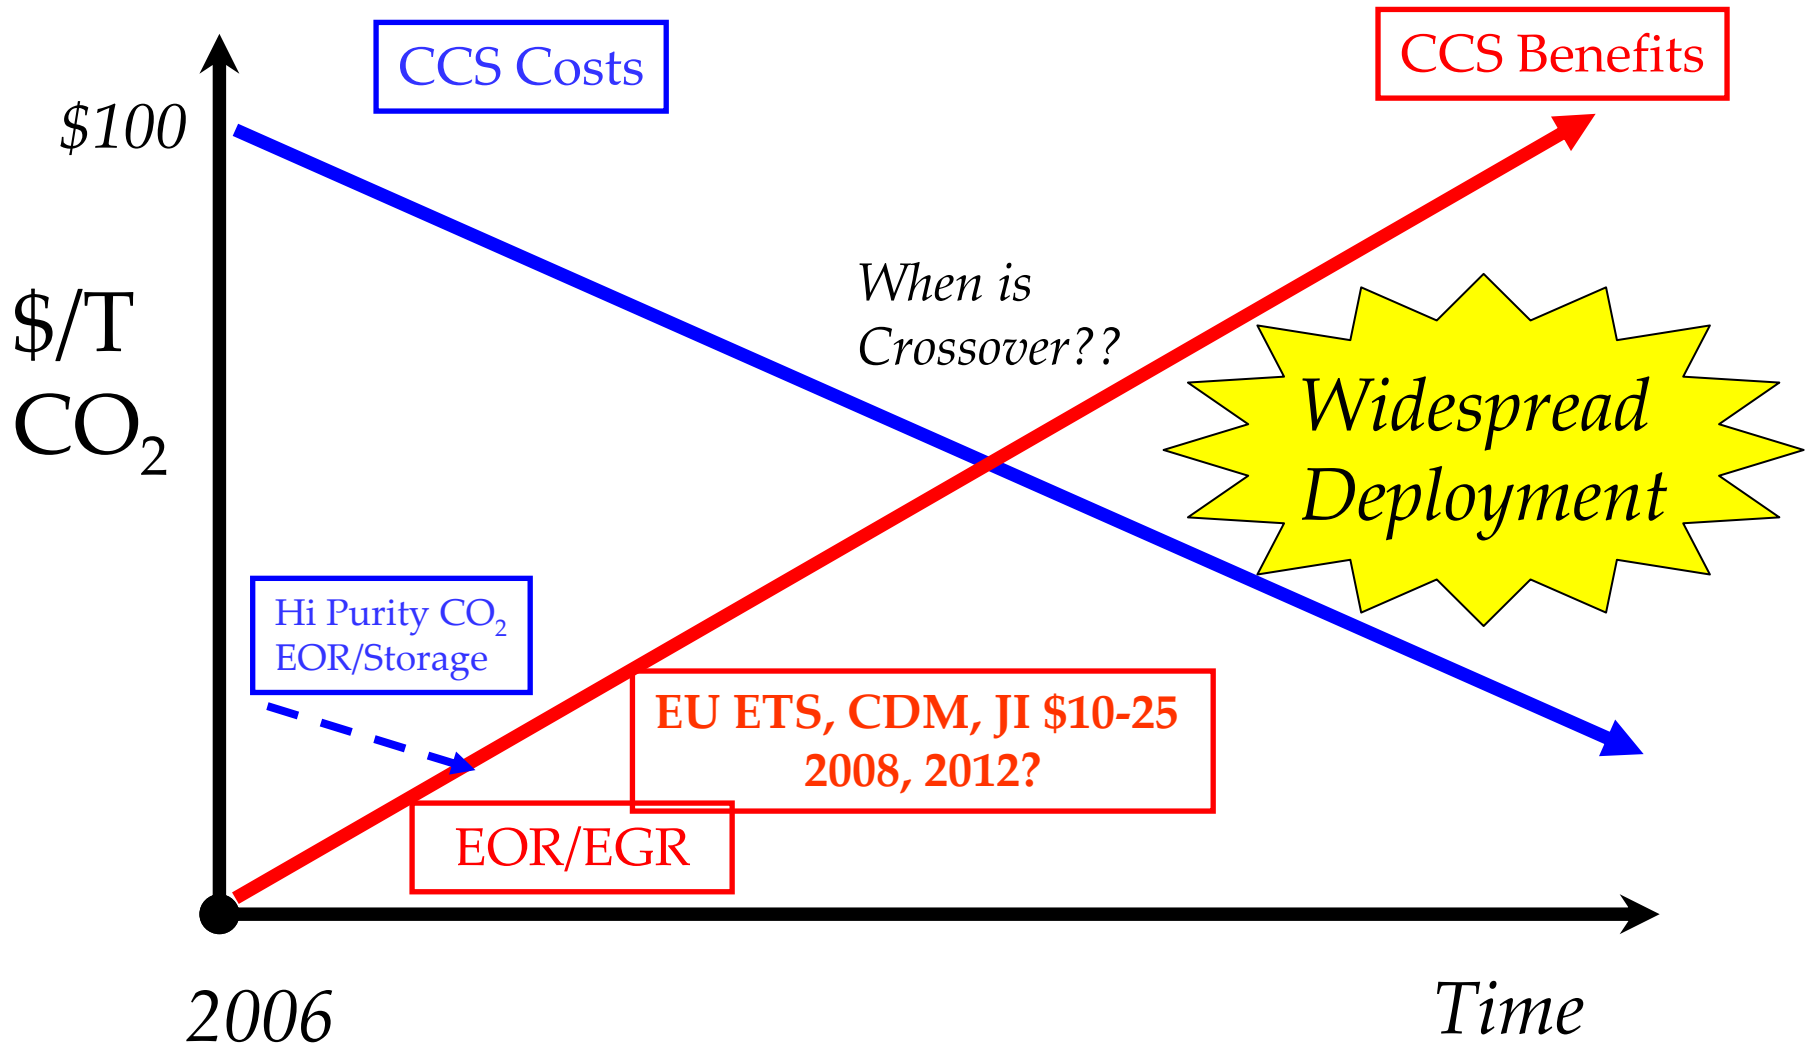 CCS Costs
CCS Benefits
$100
$/T
CO₂
When is
Crossover??
Widespread
Deployment
Hi Purity CO₂
EOR/Storage
EU ETS, CDM, JI $10-25
2008, 2012?
EOR/EGR
2006
Time